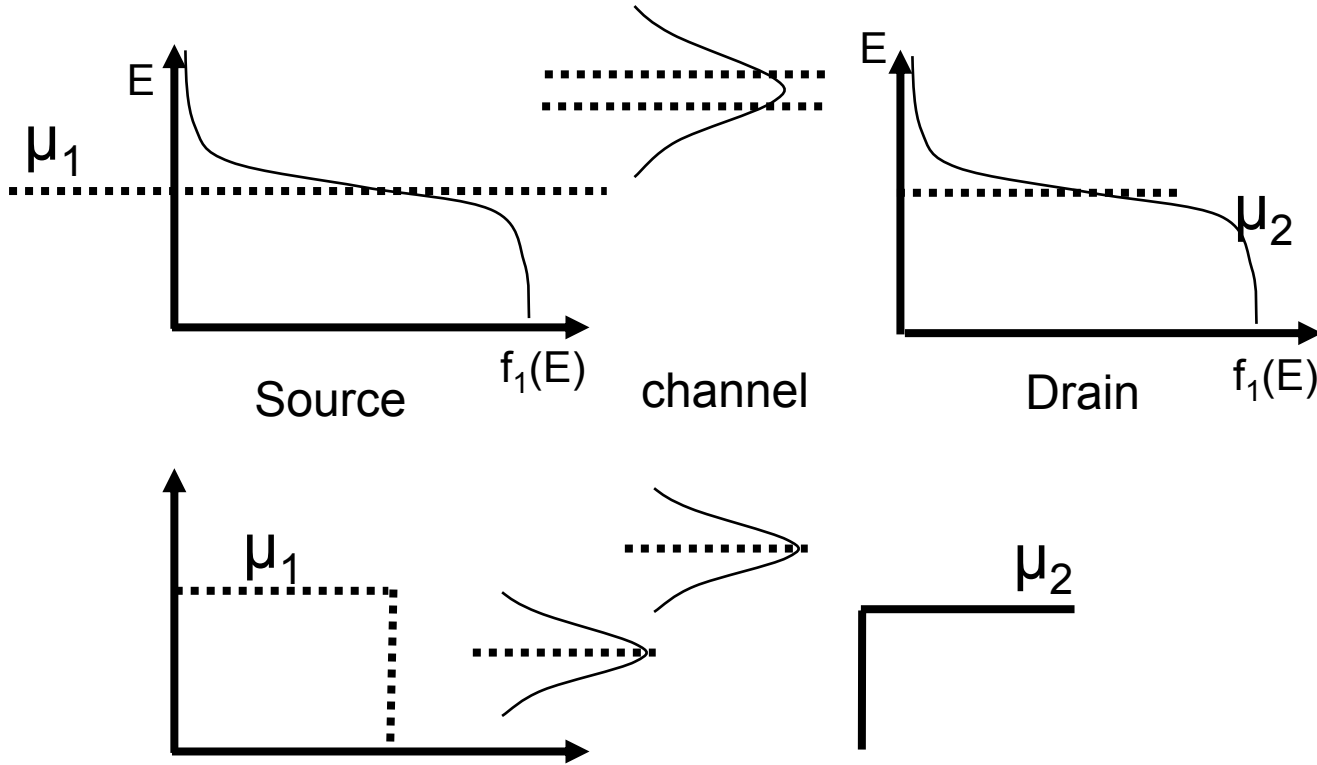 E
E
μ₁
μ₂
f₁(E)
f₁(E)
Source
channel
Drain
μ₁
μ₂